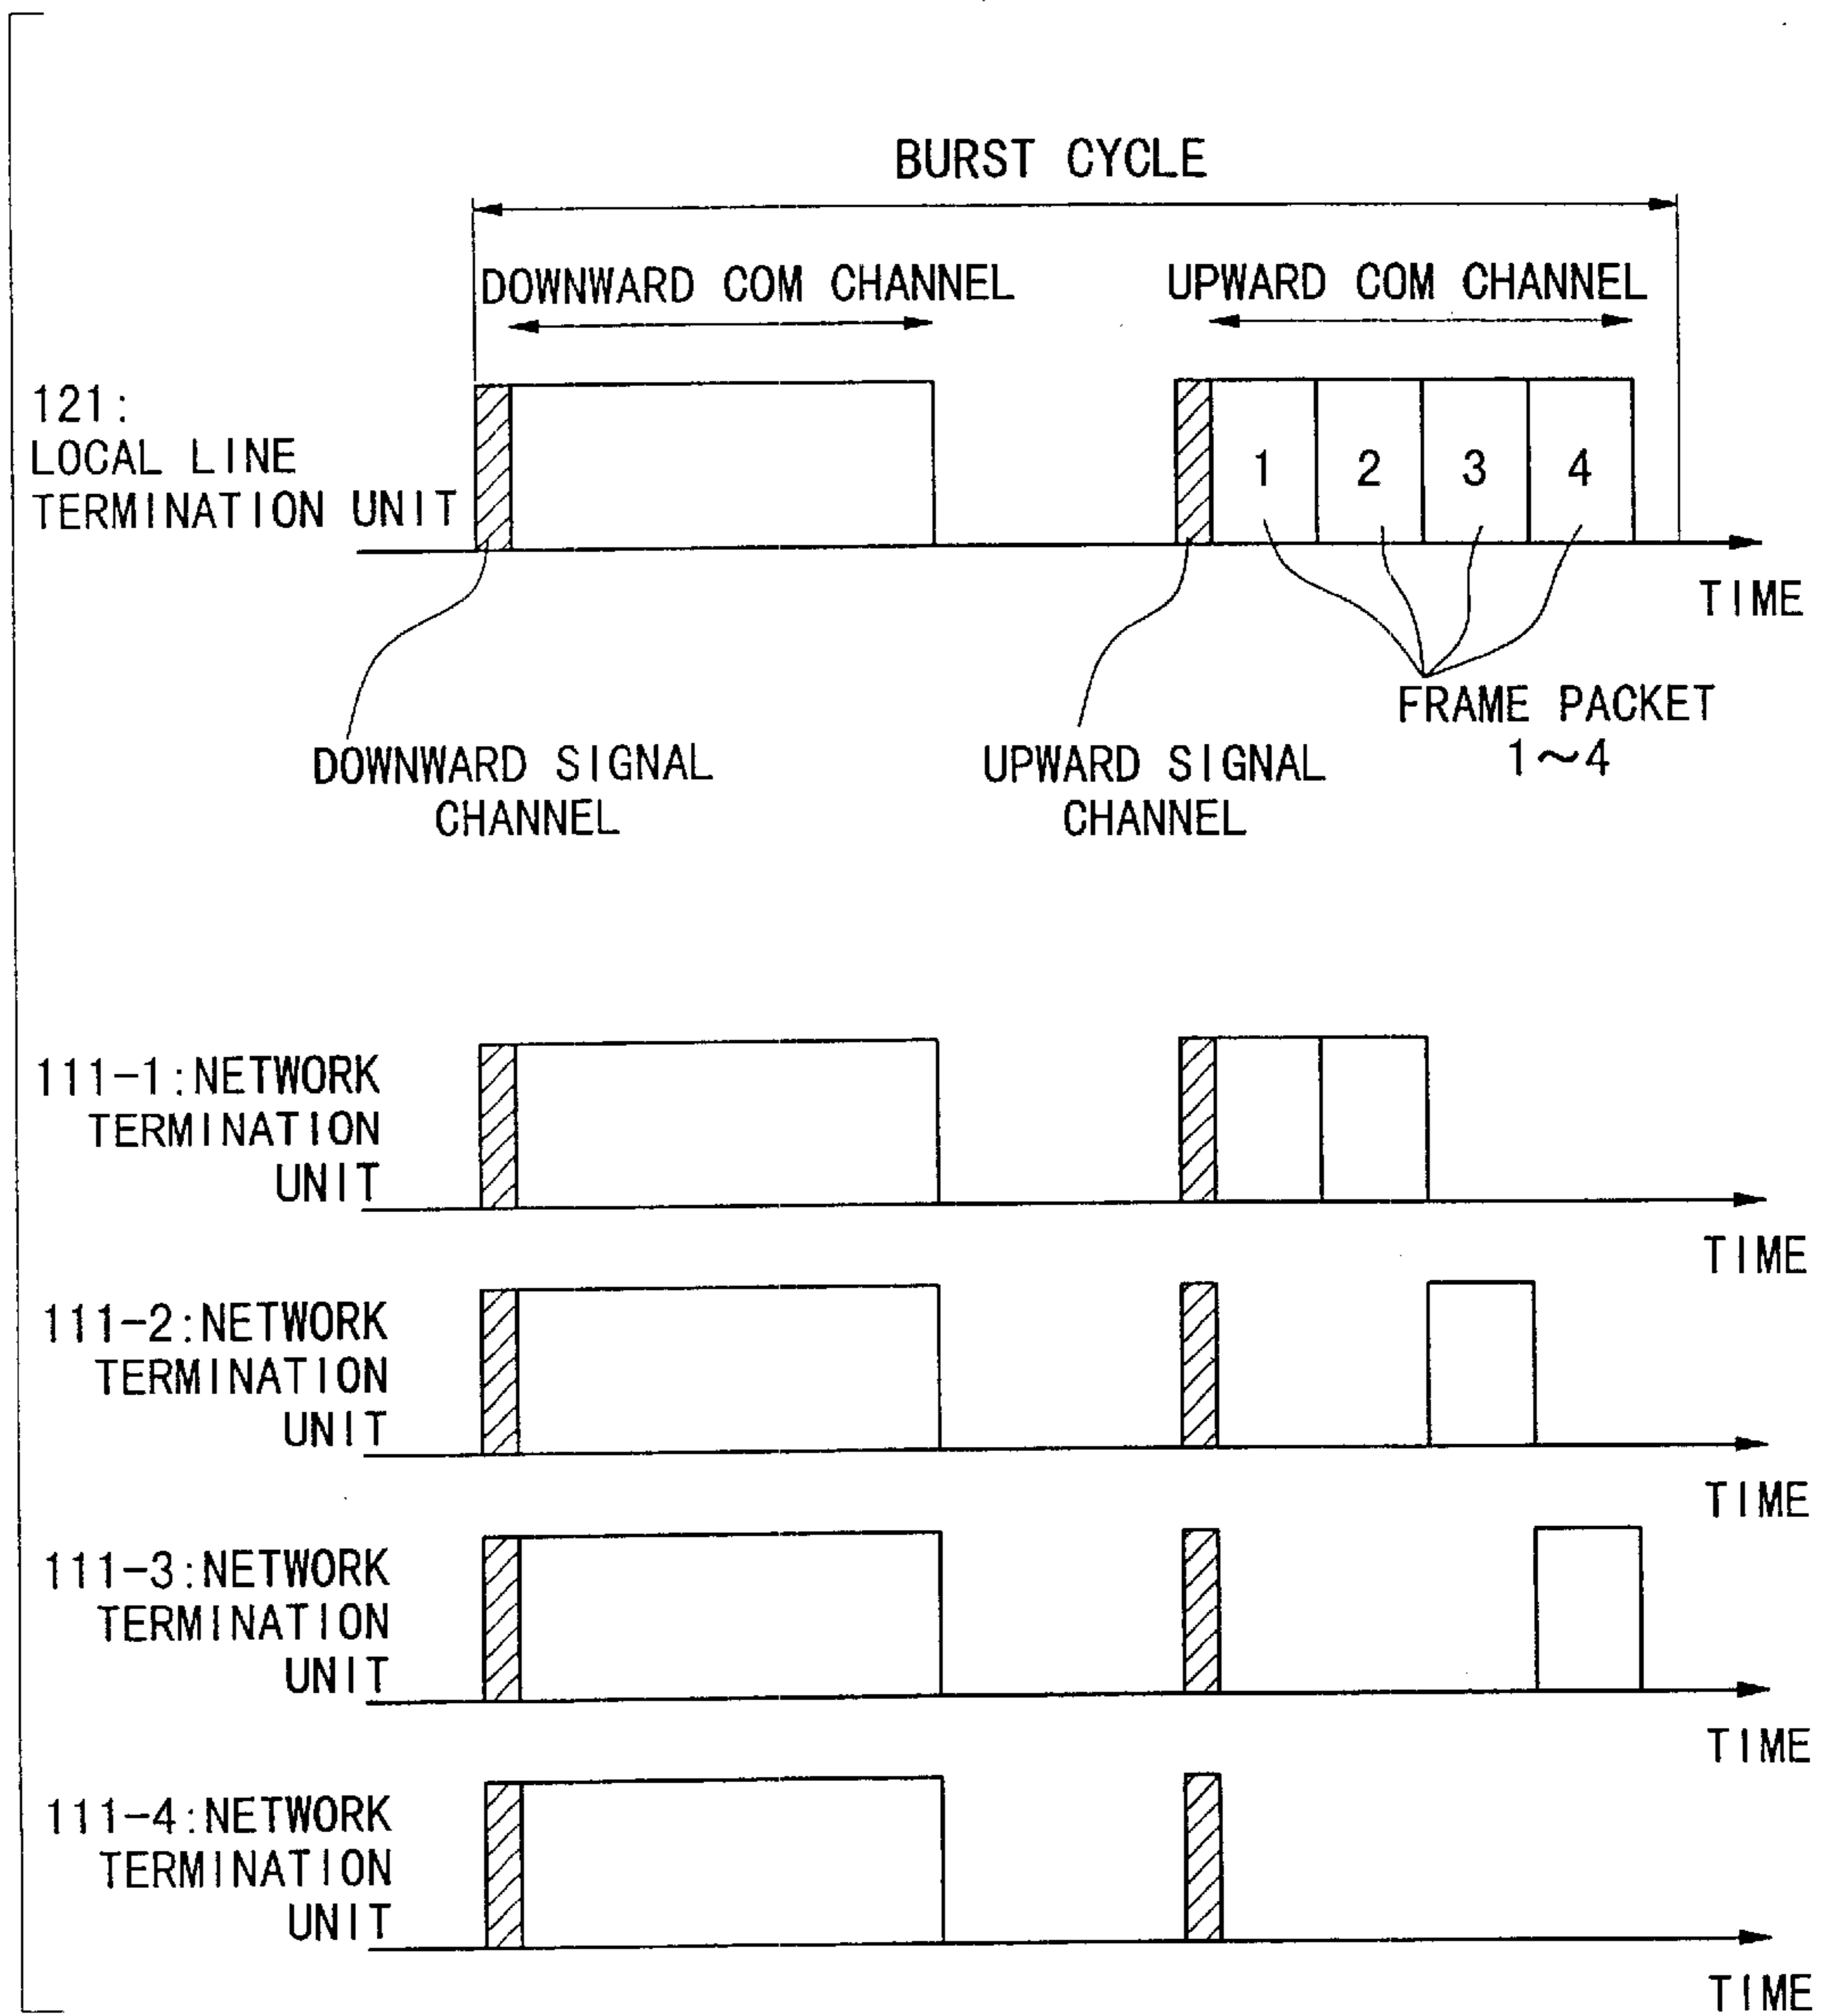 BURST CYCLE
DOWNWARD COM CHANNEL
UPWARD COM CHANNEL
121:
LOCAL LINE
TERMINATION UNIT
1
2
3
4
TIME
FRAME PACKET
1~4
DOWNWARD SIGNAL
CHANNEL
UPWARD SIGNAL
CHANNEL
111-1:NETWORK
TERMINATION
UNIT
TIME
111-2:NETWORK
TERMINATION
UNIT
TIME
111-3:NETWORK
TERMINATION
UNIT
TIME
111-4:NETWORK
TERMINATION
UNIT
TIME